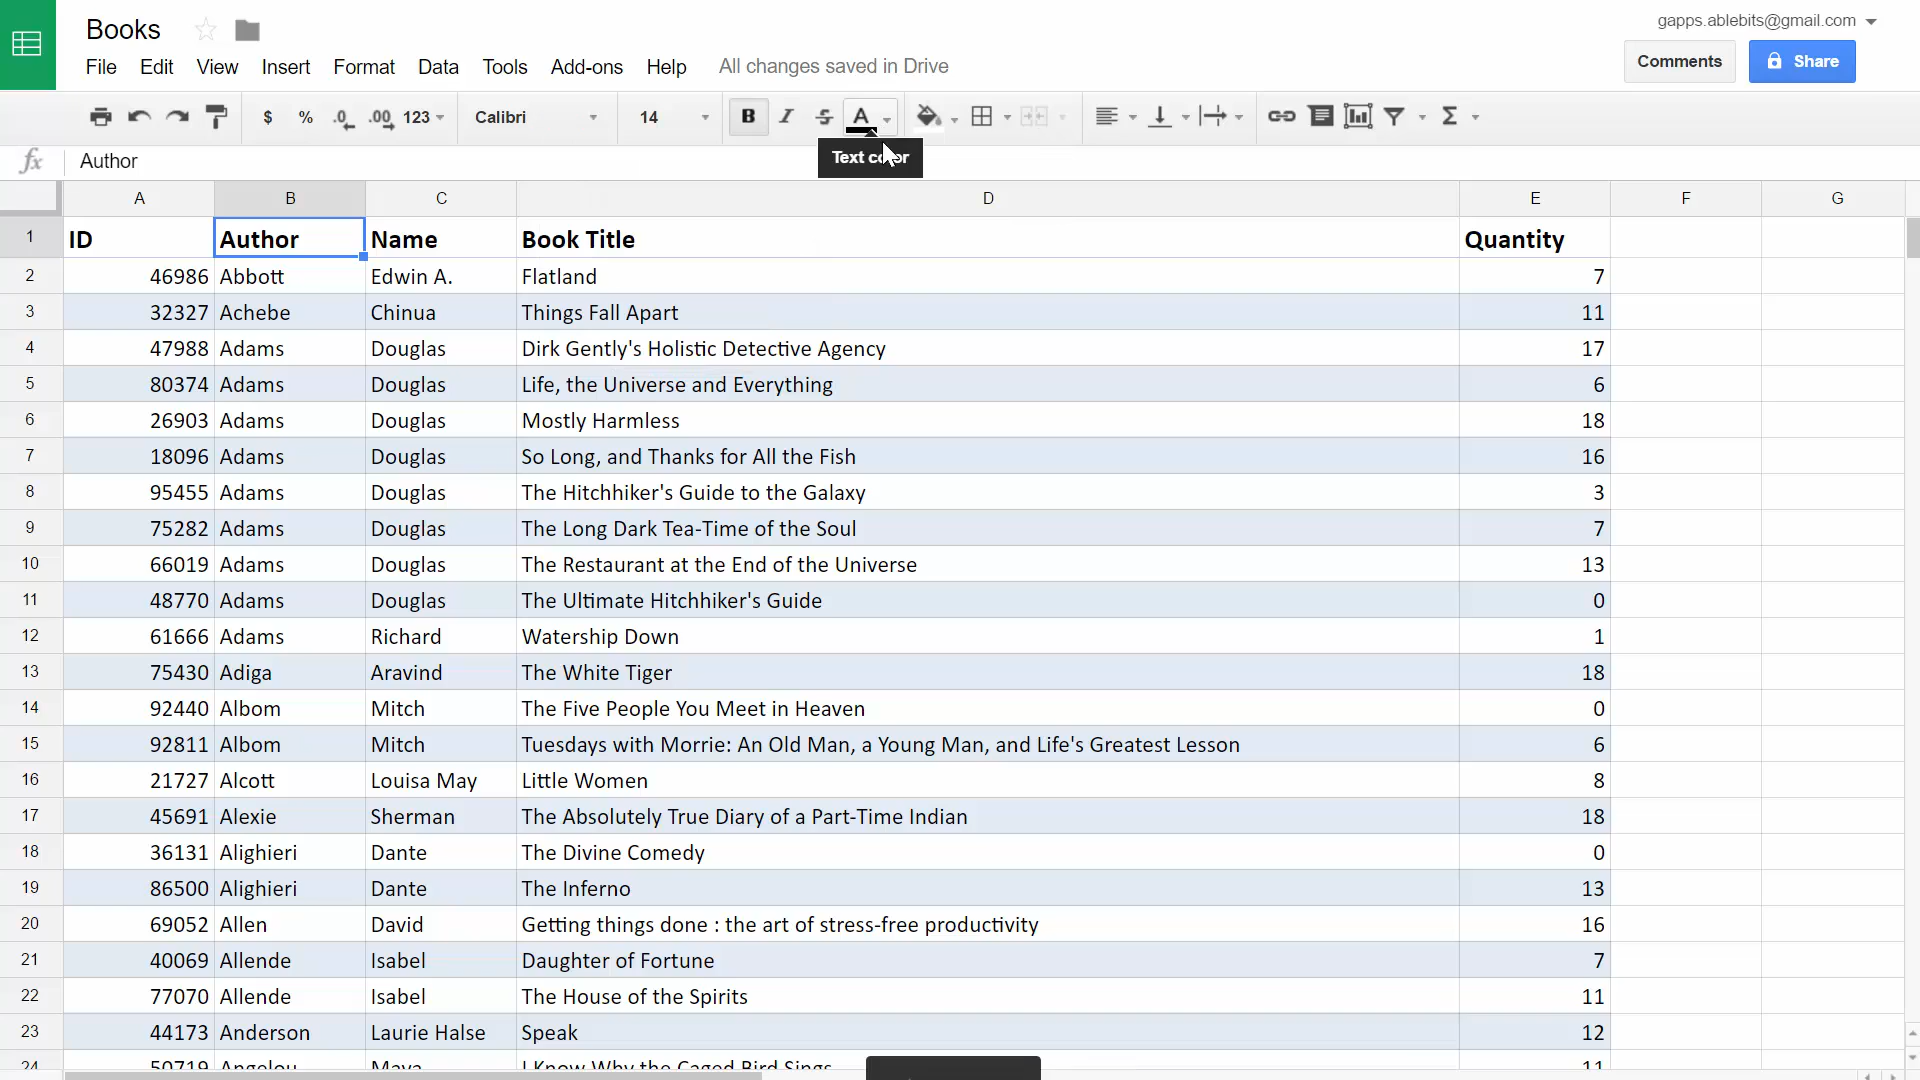 Books
gapps.ablebits@gmail.com
File Edit View Insert Format Data Tools Add-ons Help All changes saved in Drive
Comments Share
$ % .0 .00 123 Calibri 14 B I S A Σ
Text color
fx Author
A B C D E F G
1 ID Author Name Book Title Quantity
2 46986 Abbott Edwin A. Flatland 7
3 32327 Achebe Chinua Things Fall Apart 11
4 47988 Adams Douglas Dirk Gently's Holistic Detective Agency 17
5 80374 Adams Douglas Life, the Universe and Everything 6
6 26903 Adams Douglas Mostly Harmless 18
7 18096 Adams Douglas So Long, and Thanks for All the Fish 16
8 95455 Adams Douglas The Hitchhiker's Guide to the Galaxy 3
9 75282 Adams Douglas The Long Dark Tea-Time of the Soul 7
10 66019 Adams Douglas The Restaurant at the End of the Universe 13
11 48770 Adams Douglas The Ultimate Hitchhiker's Guide 0
12 61666 Adams Richard Watership Down 1
13 75430 Adiga Aravind The White Tiger 18
14 92440 Albom Mitch The Five People You Meet in Heaven 0
15 92811 Albom Mitch Tuesdays with Morrie: An Old Man, a Young Man, and Life's Greatest Lesson 6
16 21727 Alcott Louisa May Little Women 8
17 45691 Alexie Sherman The Absolutely True Diary of a Part-Time Indian 18
18 36131 Alighieri Dante The Divine Comedy 0
19 86500 Alighieri Dante The Inferno 13
20 69052 Allen David Getting things done : the art of stress-free productivity 16
21 40069 Allende Isabel Daughter of Fortune 7
22 77070 Allende Isabel The House of the Spirits 11
23 44173 Anderson Laurie Halse Speak 12
24 50719 Angelou Maya I Know Why the Caged Bird Sings 11